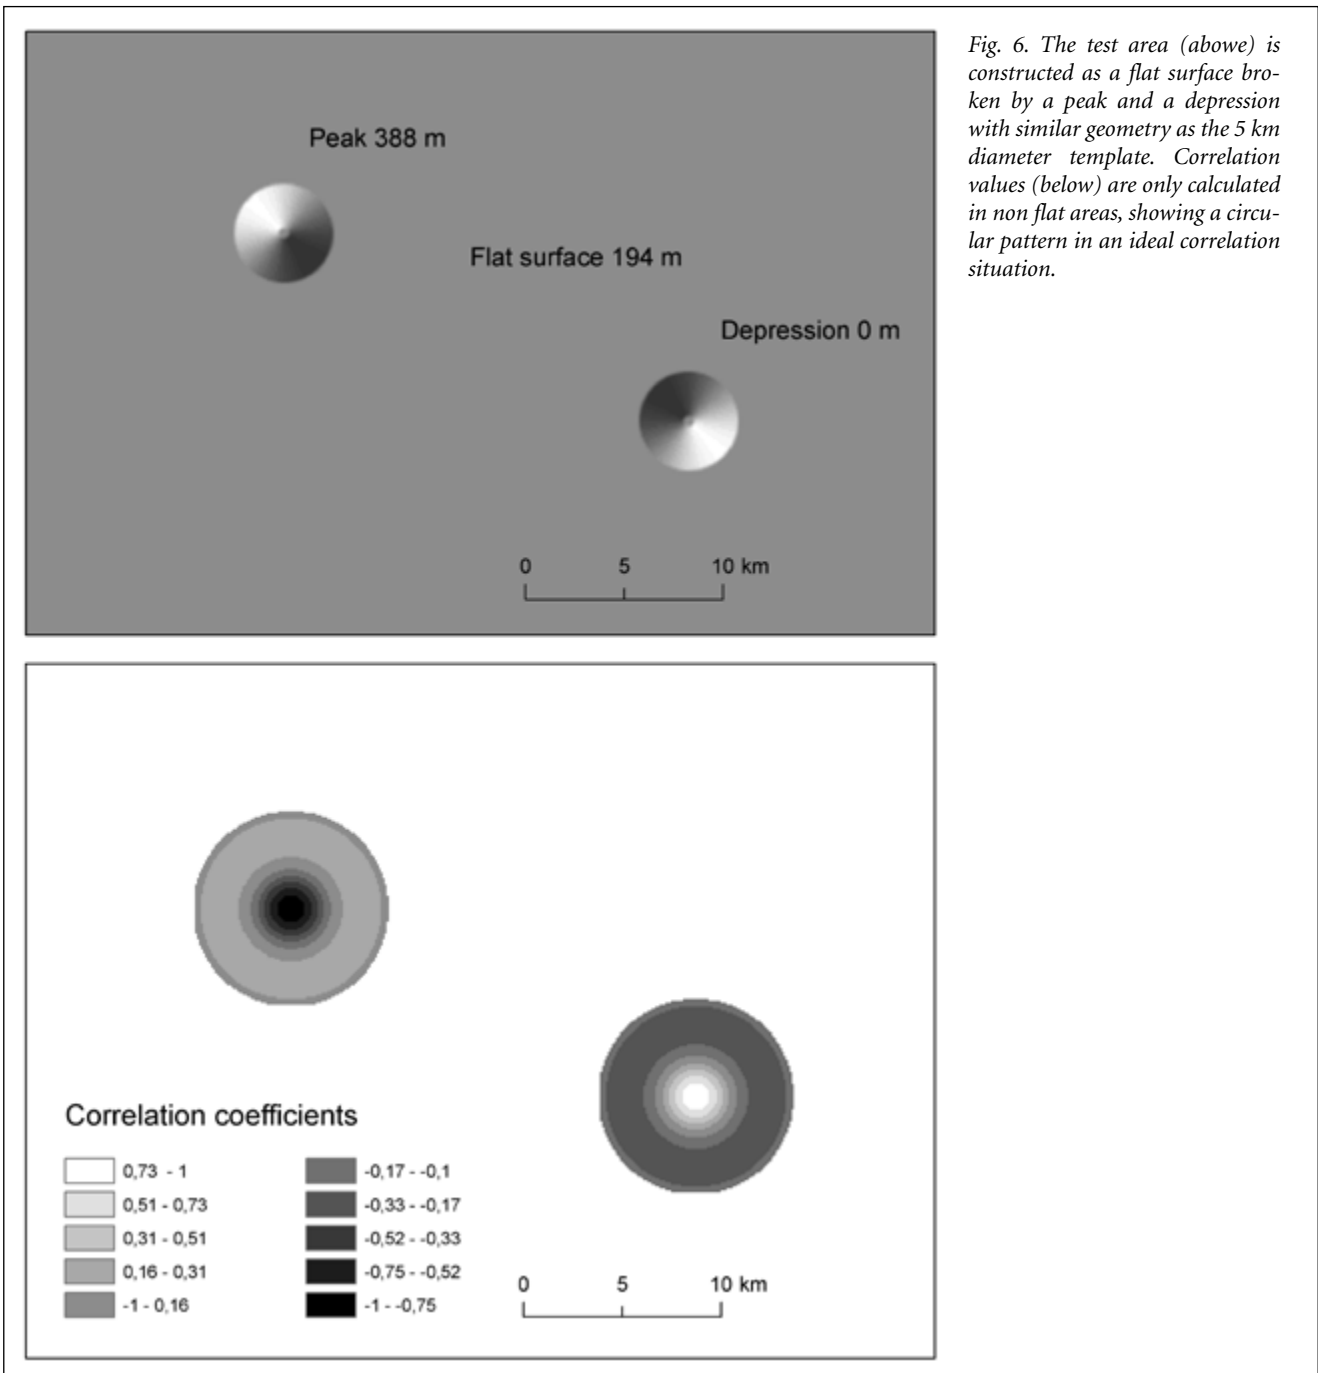 Fig. 6. The test area (abowe) is
constructed as a flat surface bro-
ken by a peak and a depression
with similar geometry as the 5 km
diameter template. Correlation
values (below) are only calculated
in non flat areas, showing a circu-
lar pattern in an ideal correlation
situation.
Peak 388 m
Flat surface 194 m
Depression 0 m
0 5 10 km
Correlation coefficients
0,73 - 1
0,51 - 0,73
0,31 - 0,51
0,16 - 0,31
-1 - 0,16
-0,17 - -0,1
-0,33 - -0,17
-0,52 - -0,33
-0,75 - -0,52
-1 - -0,75
0 5 10 km